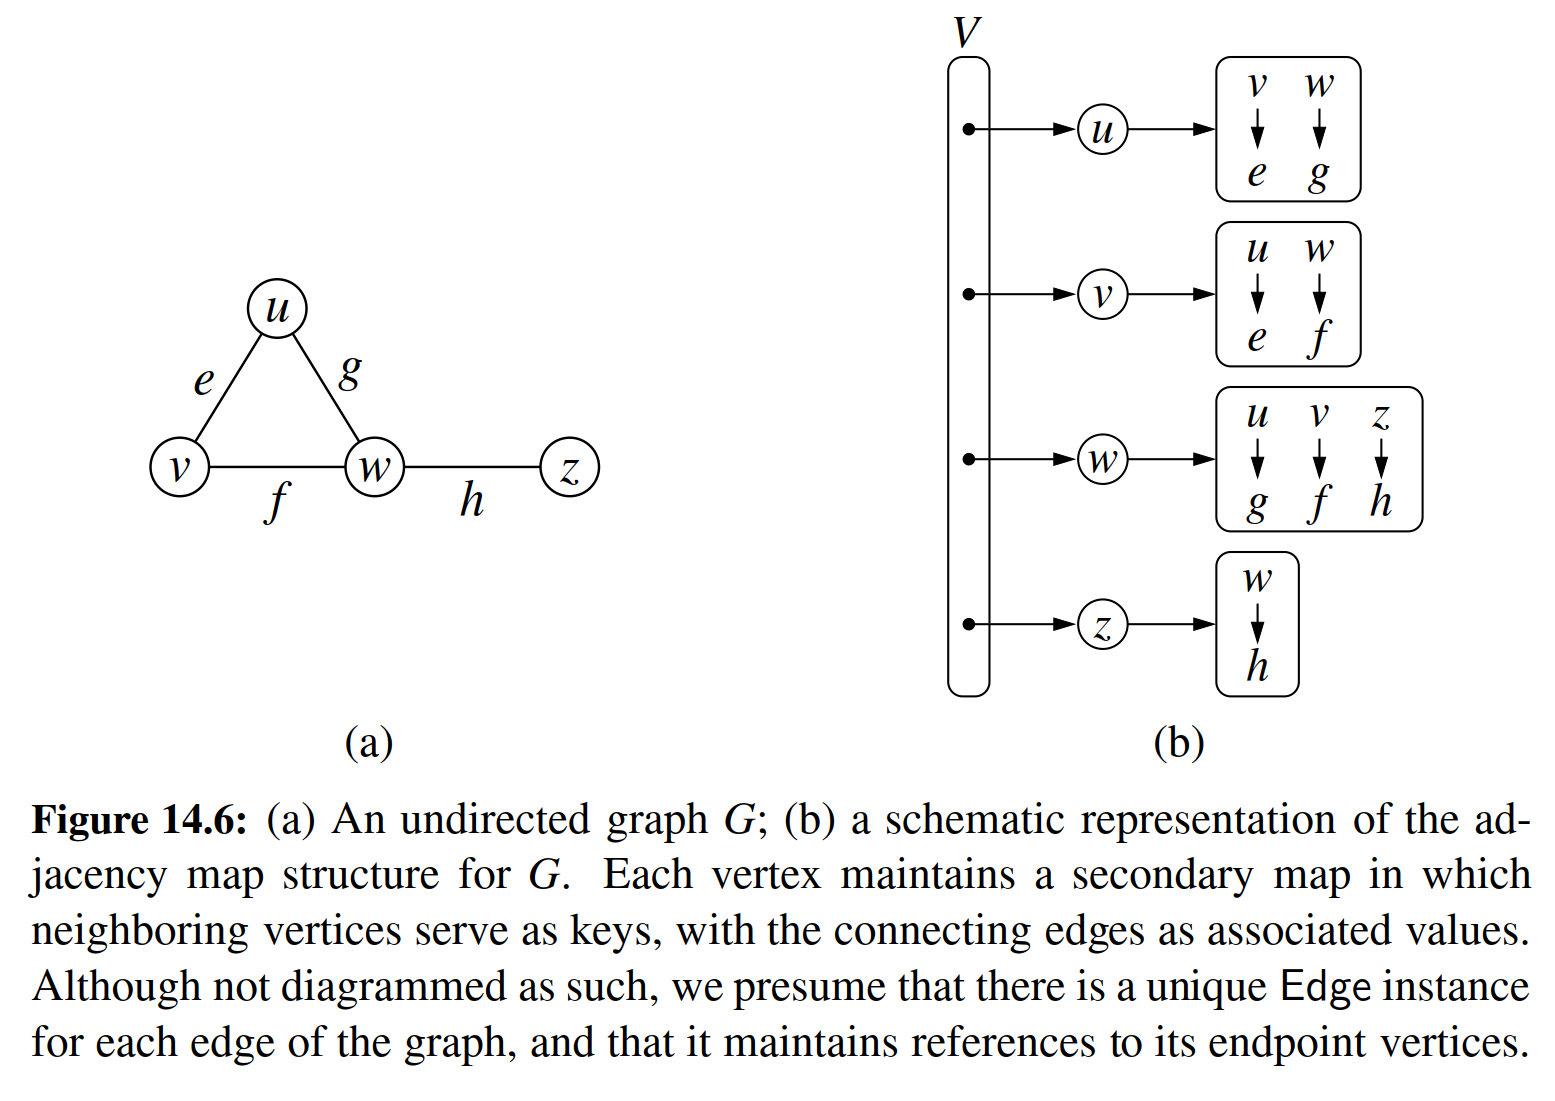 u
e
g
v
w
z
f
h
(a)
V
u
v w
e g
v
u w
e f
w
u v z
g f h
z
w
h
(b)
Figure 14.6: (a) An undirected graph G; (b) a schematic representation of the ad-
jacency map structure for G. Each vertex maintains a secondary map in which
neighboring vertices serve as keys, with the connecting edges as associated values.
Although not diagrammed as such, we presume that there is a unique Edge instance
for each edge of the graph, and that it maintains references to its endpoint vertices.